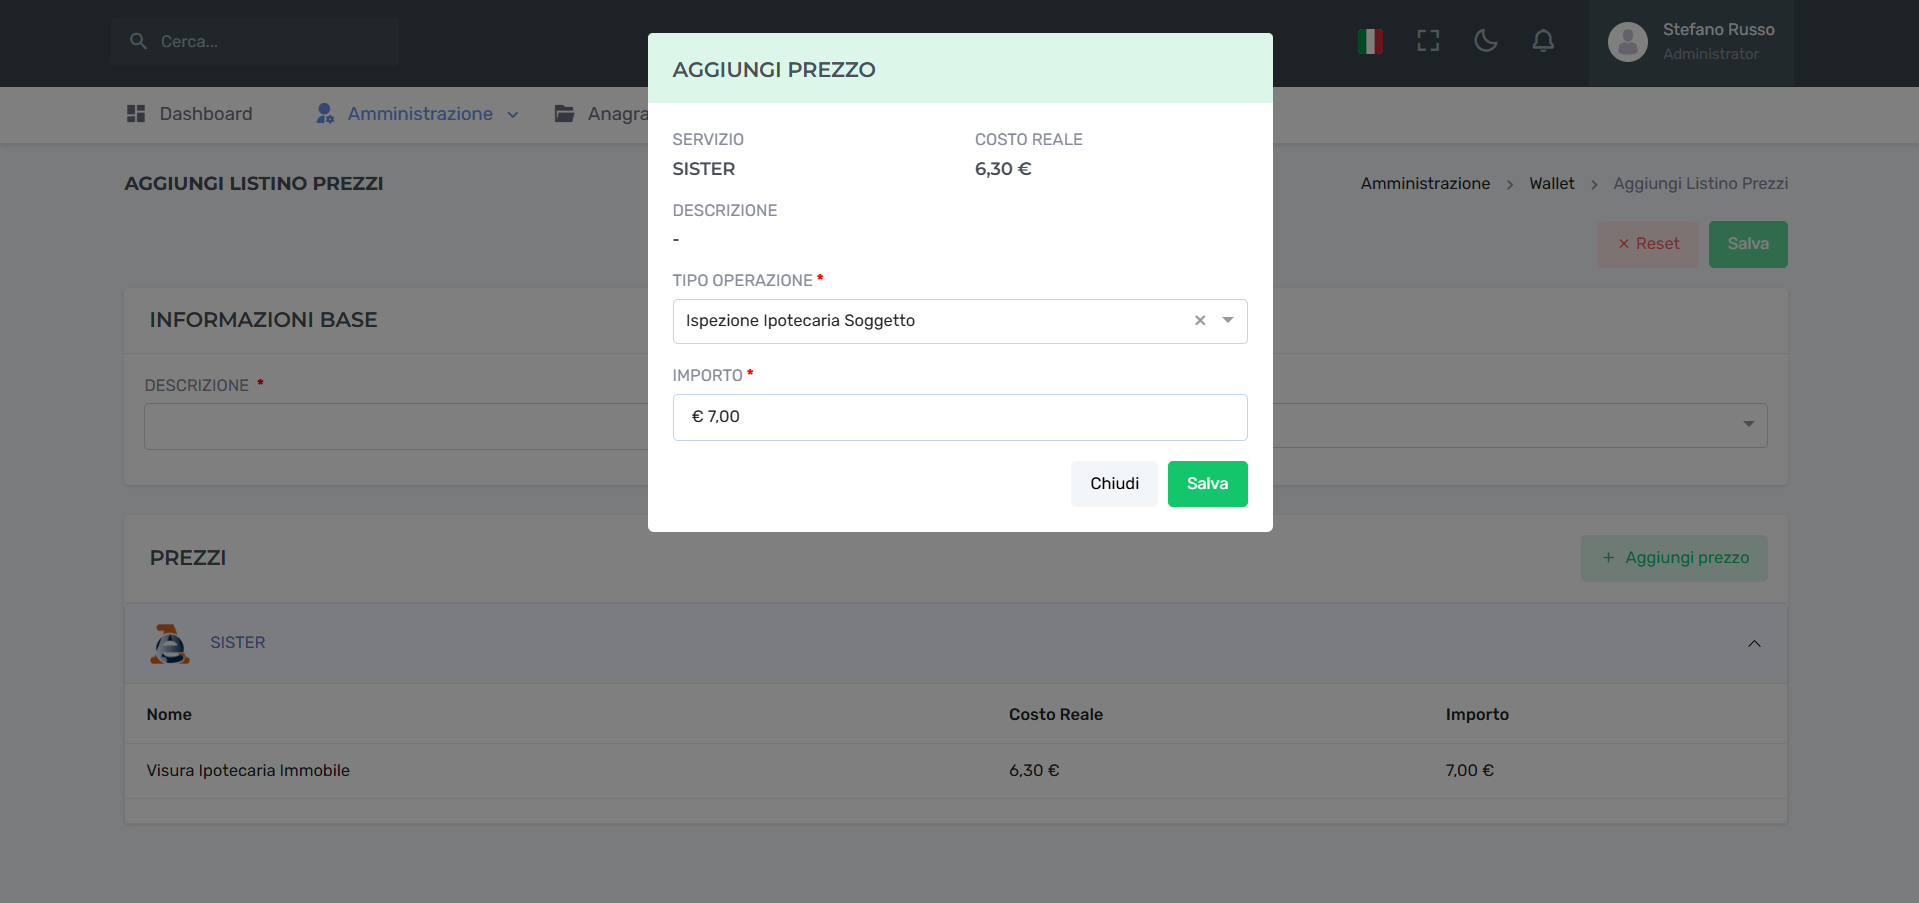 Cerca...
Stefano Russo
Administrator
Dashboard
Amministrazione
Anagra
AGGIUNGI LISTINO PREZZI
Amministrazione > Wallet > Aggiungi Listino Prezzi
× Reset
Salva
INFORMAZIONI BASE
DESCRIZIONE *
AGGIUNGI PREZZO
SERVIZIO
COSTO REALE
SISTER
6,30 €
DESCRIZIONE
-
TIPO OPERAZIONE *
Ispezione Ipotecaria Soggetto
IMPORTO *
€ 7,00
Chiudi
Salva
PREZZI
+ Aggiungi prezzo
SISTER
Nome
Costo Reale
Importo
Visura Ipotecaria Immobile
6,30 €
7,00 €